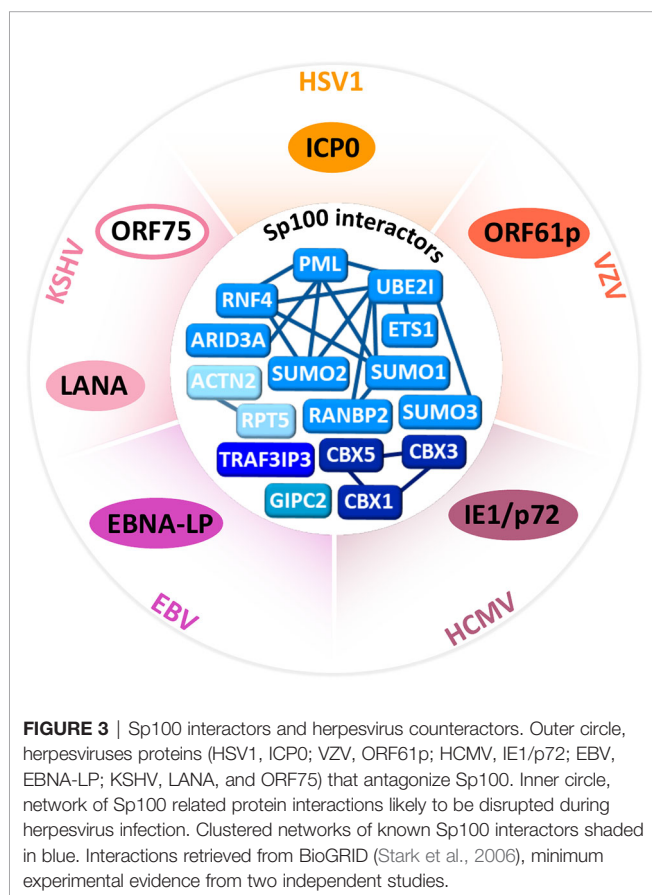 HSV1
ICP0
ORF75
ORF61p
KSHV
VZV
Sp100 interactors
PML
RNF4
UBE2I
ARID3A
ETS1
ACTN2
SUMO2
SUMO1
LANA
RPT5
RANBP2
SUMO3
TRAF3IP3
CBX5
CBX3
GIPC2
CBX1
EBNA-LP
IE1/p72
EBV
HCMV
FIGURE 3 | Sp100 interactors and herpesvirus counteractors. Outer circle,
herpesviruses proteins (HSV1, ICP0; VZV, ORF61p; HCMV, IE1/p72; EBV,
EBNA-LP; KSHV, LANA, and ORF75) that antagonize Sp100. Inner circle,
network of Sp100 related protein interactions likely to be disrupted during
herpesvirus infection. Clustered networks of known Sp100 interactors shaded
in blue. Interactions retrieved from BioGRID (Stark et al., 2006), minimum
experimental evidence from two independent studies.